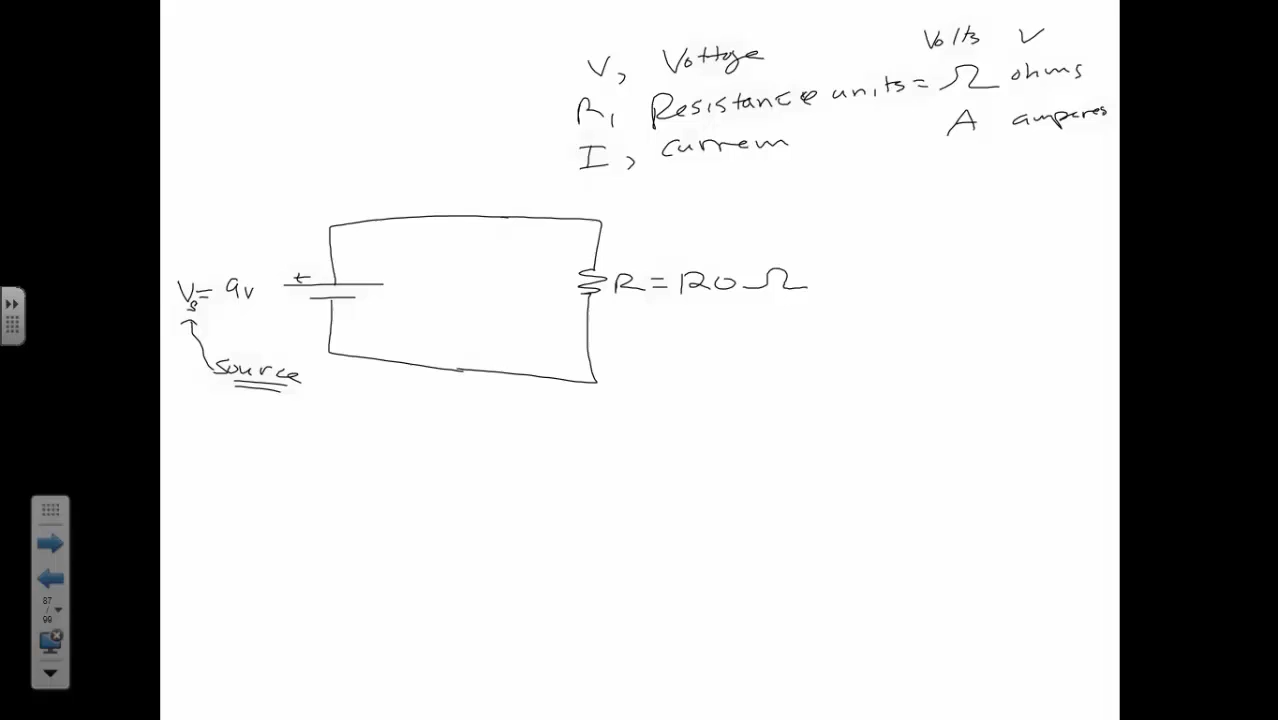 Volts V
V, Voltage
R, Resistance units = Ω ohms
I, current A amperes
Vs = 9v
+
R = 120 Ω
source
87
/
99